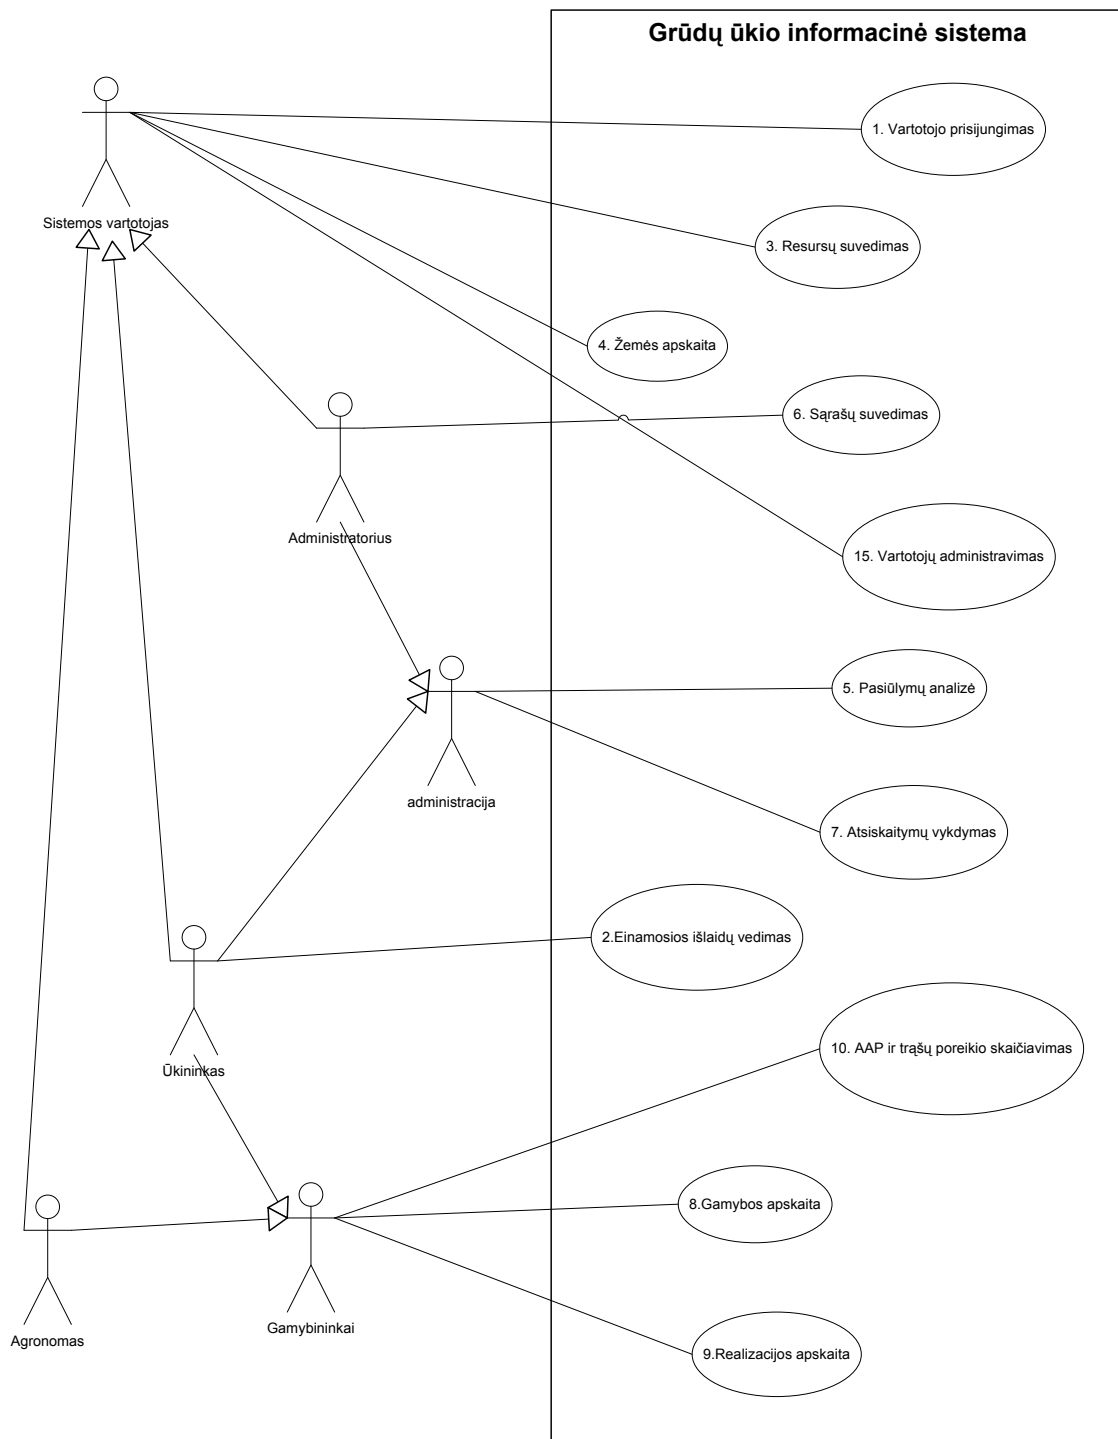 Grūdų ūkio informacinė sistema
1. Vartotojo prisijungimas
Sistemos vartotojas
3. Resursų suvedimas
4. Žemės apskaita
6. Sąrašų suvedimas
Administratorius
15. Vartotojų administravimas
5. Pasiūlymų analizė
administracija
7. Atsiskaitymų vykdymas
2.Einamosios išlaidų vedimas
Ūkininkas
10. AAP ir trąšų poreikio skaičiavimas
8.Gamybos apskaita
Gamybininkai
Agronomas
9.Realizacijos apskaita